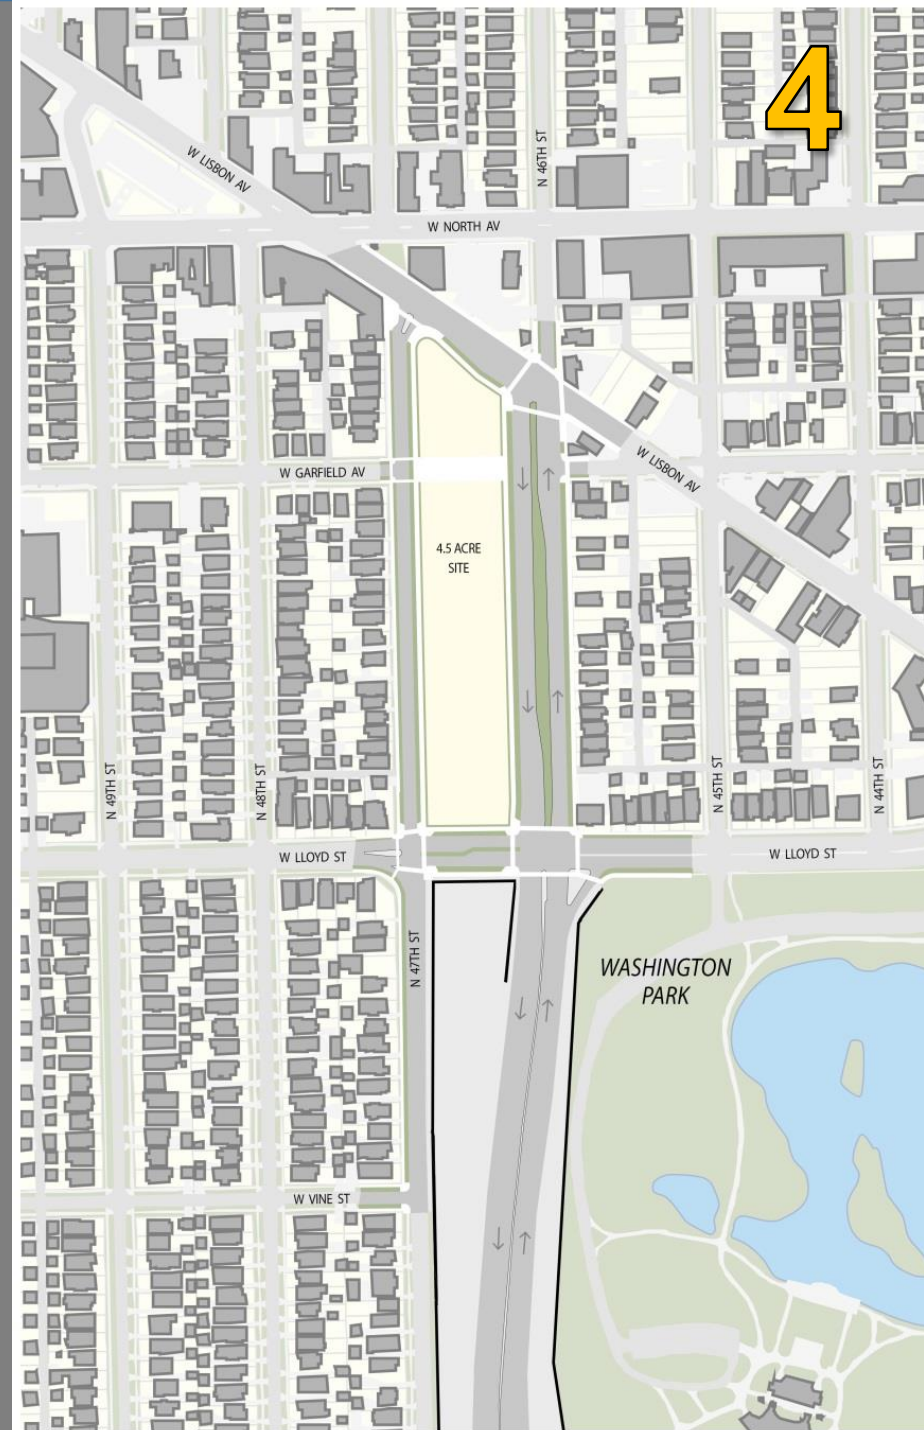 4
W LISBON AV
N 46TH ST
W NORTH AV
W GARFIELD AV
W LISBON AV
4.5 ACRE
SITE
N 49TH ST
N 48TH ST
N 45TH ST
N 44TH ST
W LLOYD ST
W LLOYD ST
N 47TH ST
WASHINGTON
PARK
W VINE ST